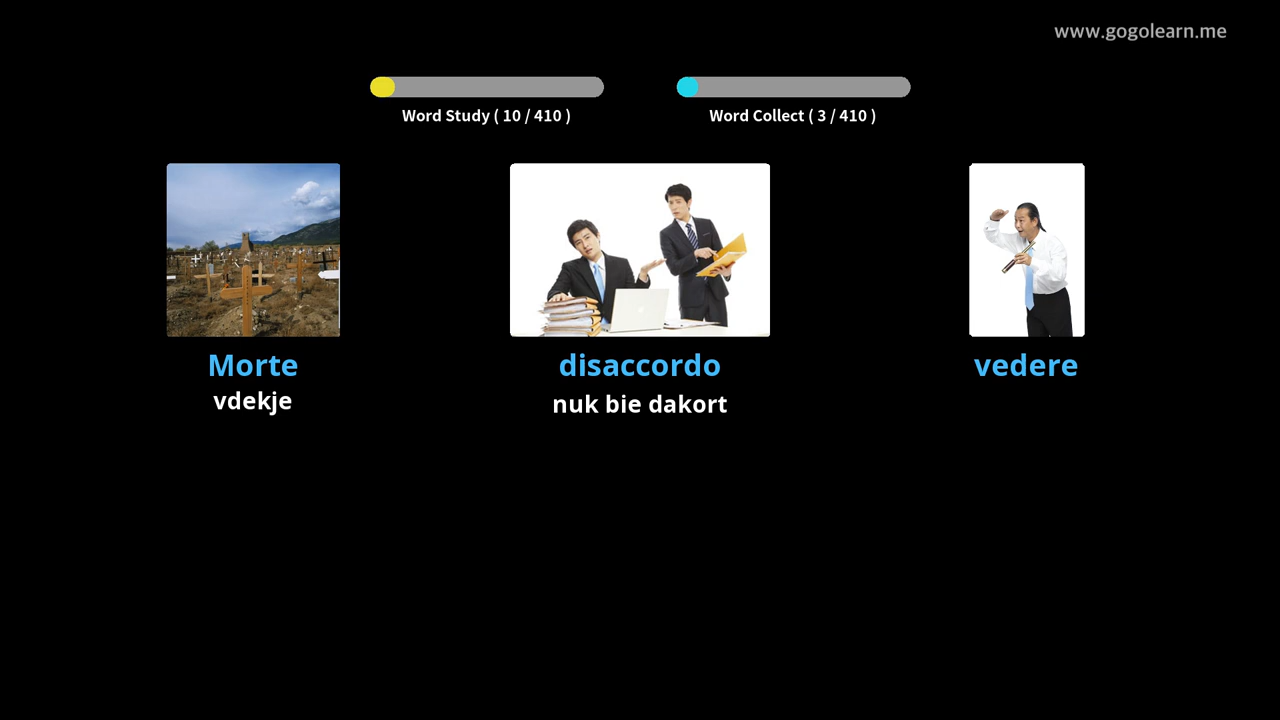 www.gogolearn.me
Word Study ( 10 / 410 )
Word Collect ( 3 / 410 )
Morte
vdekje
disaccordo
nuk bie dakort
vedere